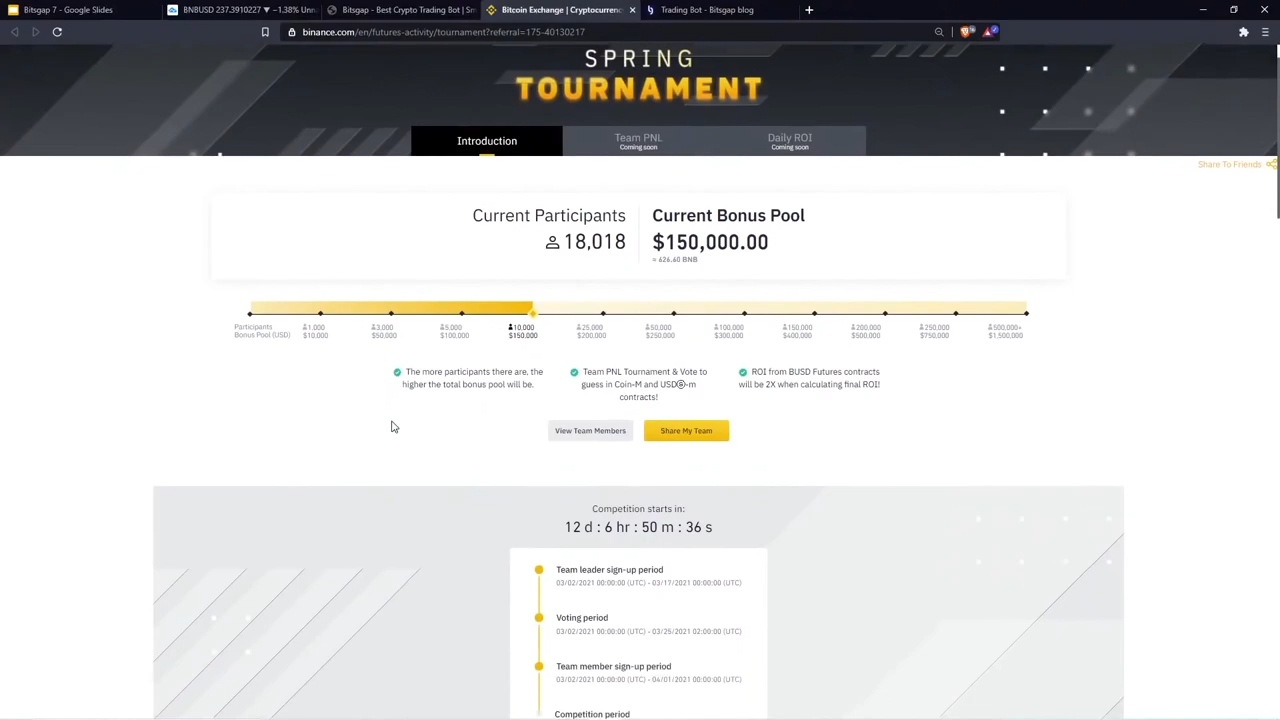 Bitsgap 7 - Google Slides
BNBUSD 237.3910227 ▼ −1.38% Unn
Bitsgap - Best Crypto Trading Bot | Sm
Bitcoin Exchange | Cryptocurrenc
Trading Bot - Bitsgap blog
binance.com/en/futures-activity/tournament?referral=175-40130217
SPRING
TOURNAMENT
Introduction
Team PNL
Coming soon
Daily ROI
Coming soon
Share To Friends
Current Participants
18,018
Current Bonus Pool
$150,000.00
≈ 626.60 BNB
Participants 1,000 3,000 5,000 10,000 25,000 50,000 100,000 150,000 200,000 250,000 500,000+
Bonus Pool (USD) $10,000 $50,000 $100,000 $150,000 $200,000 $250,000 $300,000 $400,000 $500,000 $750,000 $1,500,000
The more participants there are, the
higher the total bonus pool will be.
Team PNL Tournament & Vote to
guess in Coin-M and USDⓈ-m
contracts!
ROI from BUSD Futures contracts
will be 2X when calculating final ROI!
View Team Members
Share My Team
Competition starts in:
12 d : 6 hr : 50 m : 36 s
Team leader sign-up period
03/02/2021 00:00:00 (UTC) - 03/17/2021 00:00:00 (UTC)
Voting period
03/02/2021 00:00:00 (UTC) - 03/25/2021 02:00:00 (UTC)
Team member sign-up period
03/02/2021 00:00:00 (UTC) - 04/01/2021 00:00:00 (UTC)
Competition period